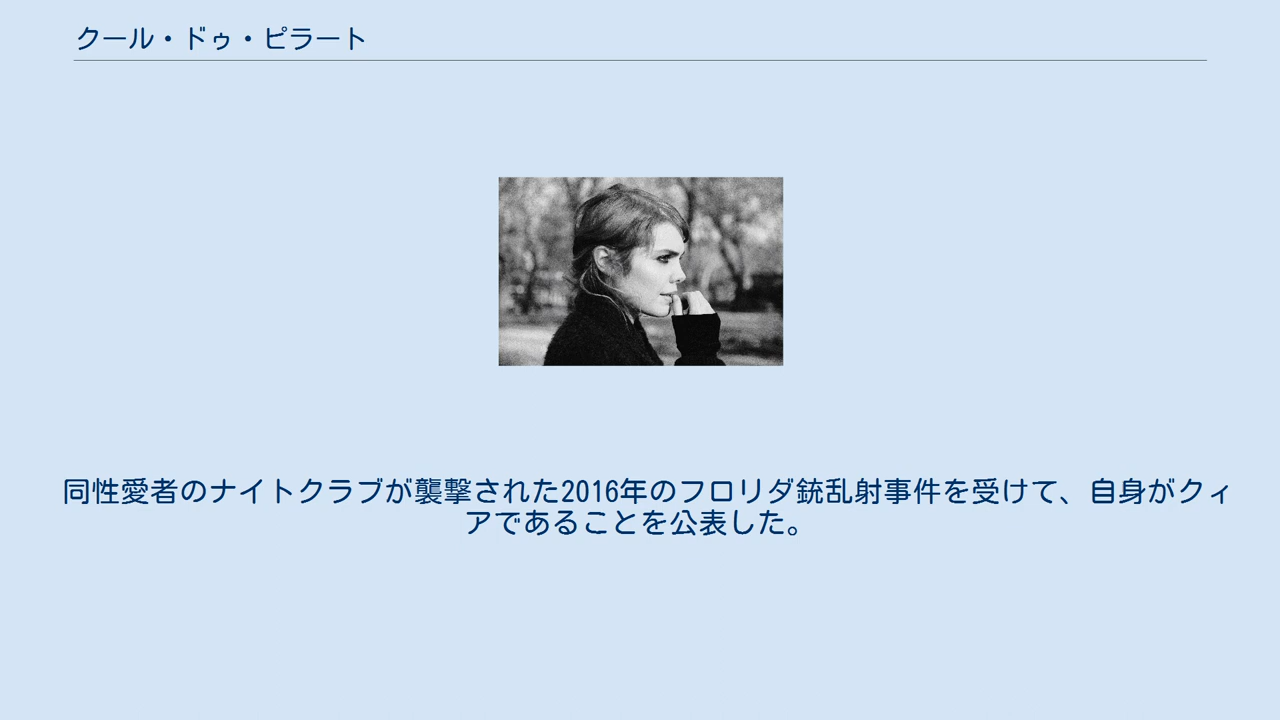 クール・ドゥ・ピラート
同性愛者のナイトクラブが襲撃された2016年のフロリダ銃乱射事件を受けて、自身がクィ
アであることを公表した。